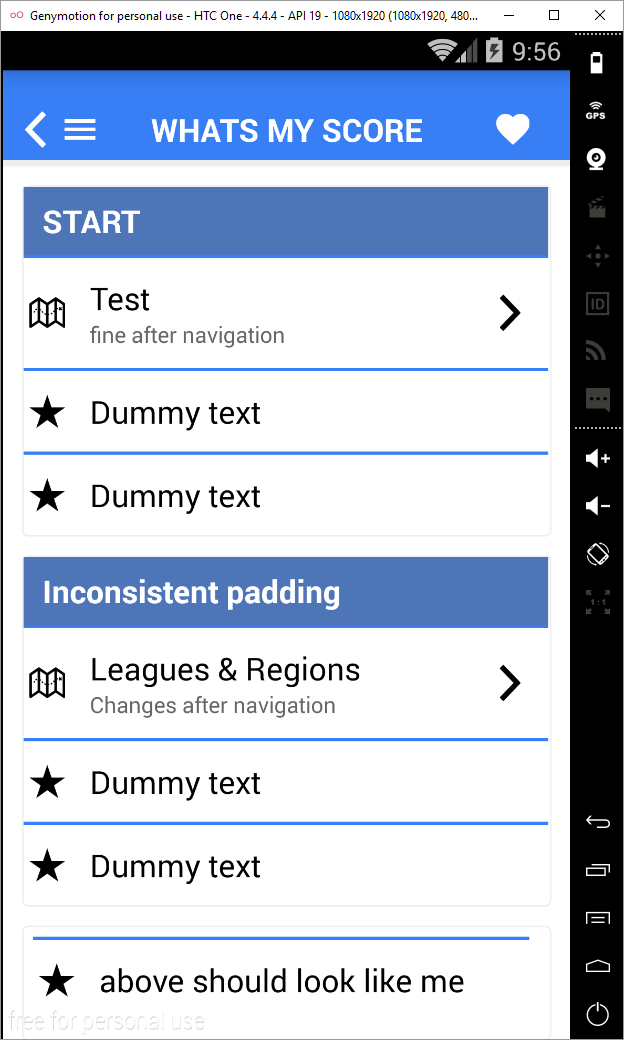 Genymotion for personal use - HTC One - 4.4.4 - API 19 - 1080x1920 (1080x1920, 480...
9:56
WHATS MY SCORE
GPS
START
Test
fine after navigation
ID
Dummy text
Dummy text
Inconsistent padding
1:1
Leagues & Regions
Changes after navigation
Dummy text
Dummy text
above should look like me
free for personal use